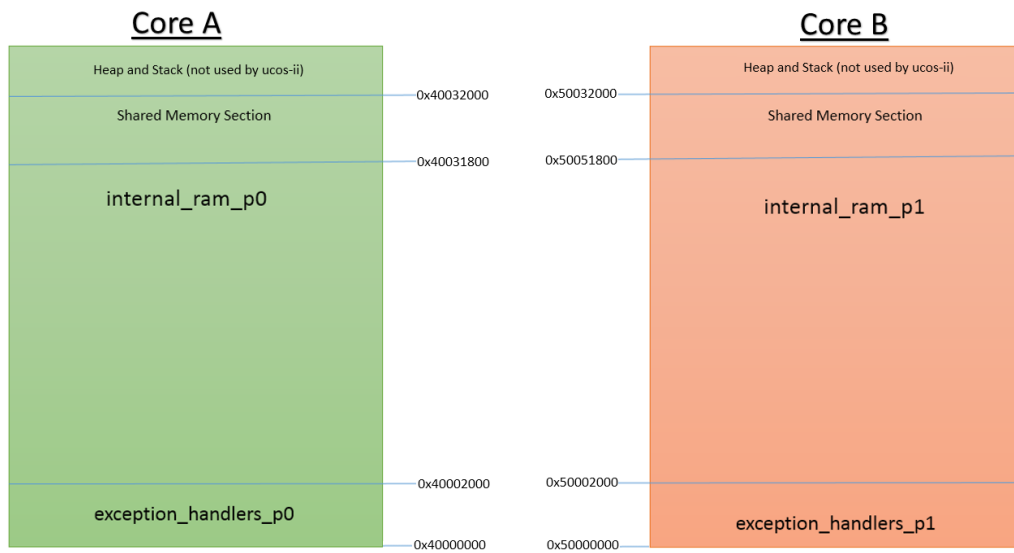 Core A
Core B
Heap and Stack (not used by ucos-ii)
Heap and Stack (not used by ucos-ii)
0x40032000
0x50032000
Shared Memory Section
Shared Memory Section
0x40031800
0x50051800
internal_ram_p0
internal_ram_p1
0x40002000
0x50002000
exception_handlers_p0
exception_handlers_p1
0x40000000
0x50000000